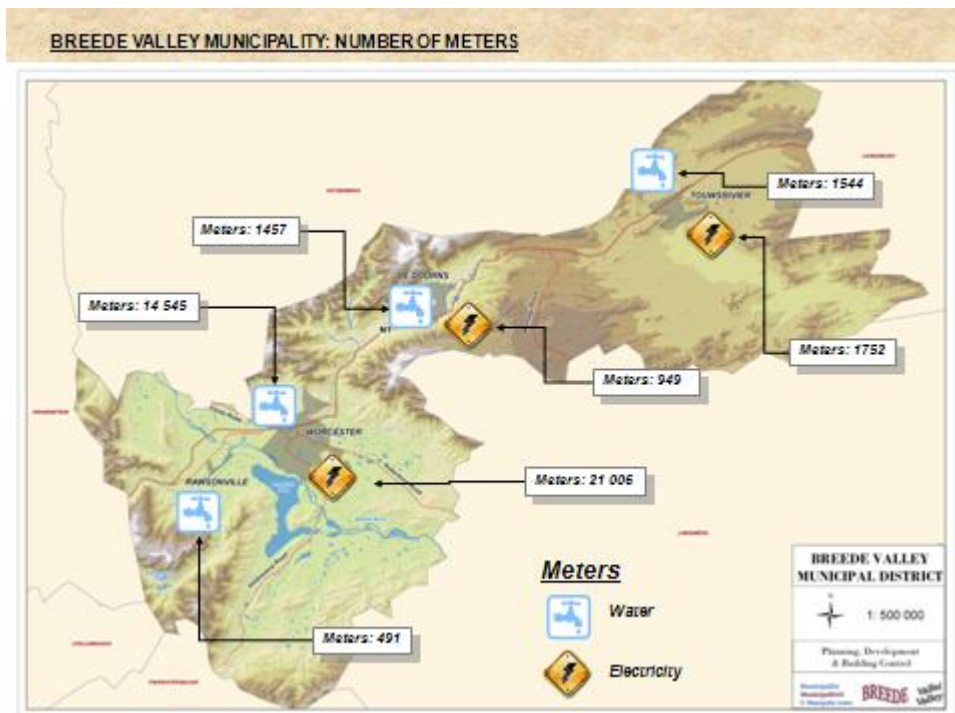 BREEDE VALLEY MUNICIPALITY: NUMBER OF METERS
Meters: 1544
TOUWSRIVIER
Meters: 1457
DE DOORNS
Meters: 14 545
Meters: 1752
Meters: 949
WORCESTER
Meters: 21 006
RAWSONVILLE
Meters: 491
Meters
Water
Electricity
BREEDE VALLEY
MUNICIPAL DISTRICT
1: 500 000
Planning, Development
& Building Control
BREEDE
Vallei
Valley